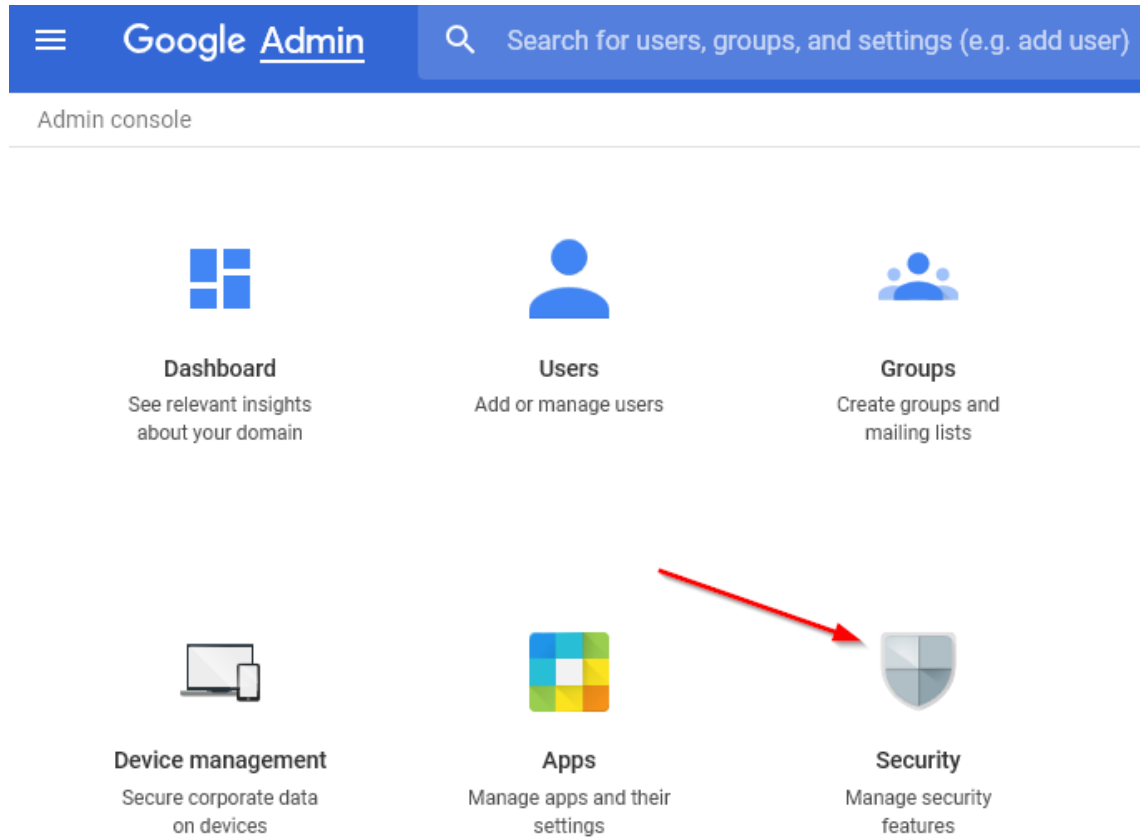 Google Admin
Search for users, groups, and settings (e.g. add user)
Admin console
Dashboard
See relevant insights
about your domain
Users
Add or manage users
Groups
Create groups and
mailing lists
Device management
Secure corporate data
on devices
Apps
Manage apps and their
settings
Security
Manage security
features